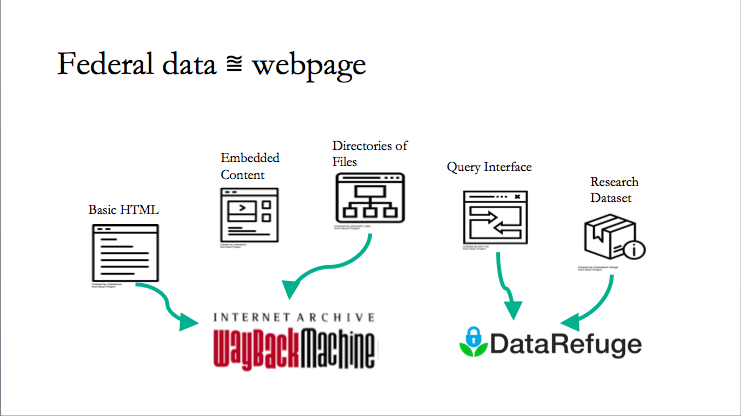 Federal data ≊ webpage
Directories of
Files
Embedded
Content
Query Interface
Research
Dataset
Basic HTML
INTERNET ARCHIVE
WayBackMachine
DataRefuge